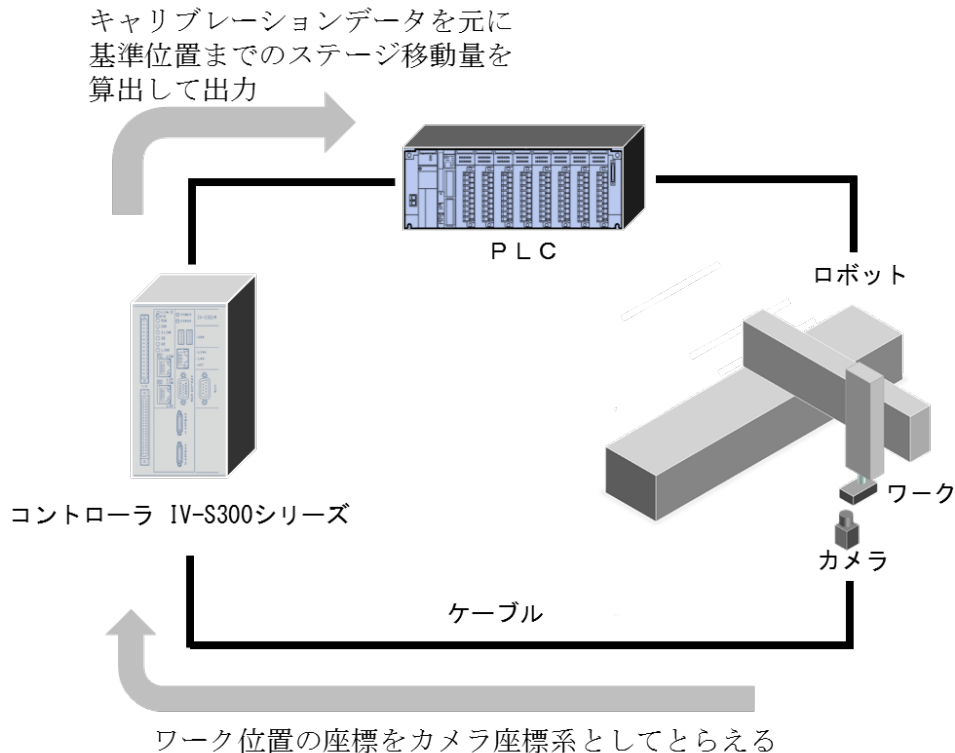 キャリブレーションデータを元に
基準位置までのステージ移動量を
算出して出力
ＰＬＣ
ロボット
ワーク
カメラ
コントローラ IV-S300シリーズ
ケーブル
ワーク位置の座標をカメラ座標系としてとらえる